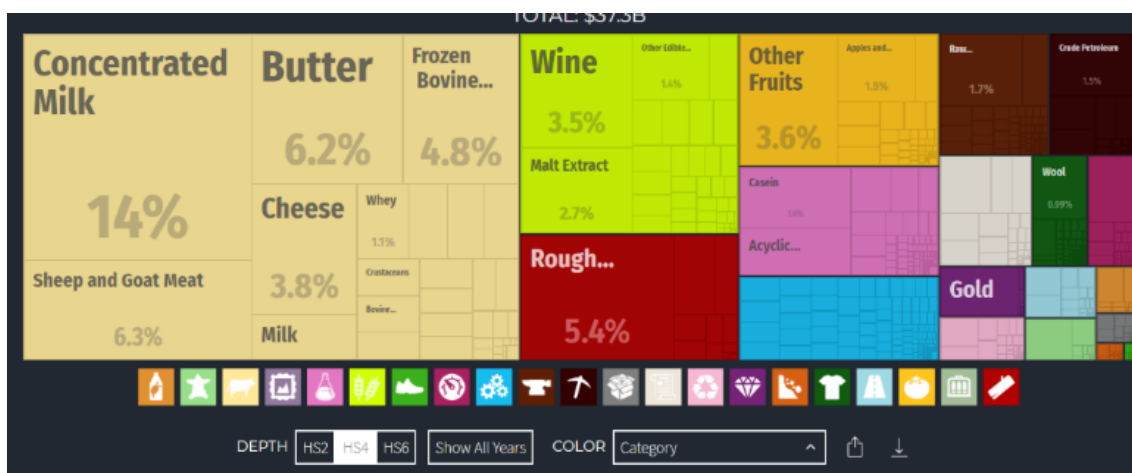 TOTAL: $37.3B
Concentrated
Milk
14%
Sheep and Goat Meat
6.3%
Butter
6.2%
Frozen
Bovine...
4.8%
Cheese
3.8%
Milk
Whey
1.1%
Crustaceans
Bovine...
Wine
3.5%
Other Edible...
1.4%
Malt Extract
2.7%
Rough...
5.4%
Other
Fruits
3.6%
Apples and...
1.5%
Casein
Acyclic...
Raw...
1.7%
Crude Petroleum
1.5%
Wool
0.99%
Gold
DEPTH HS2 HS4 HS6 Show All Years COLOR Category